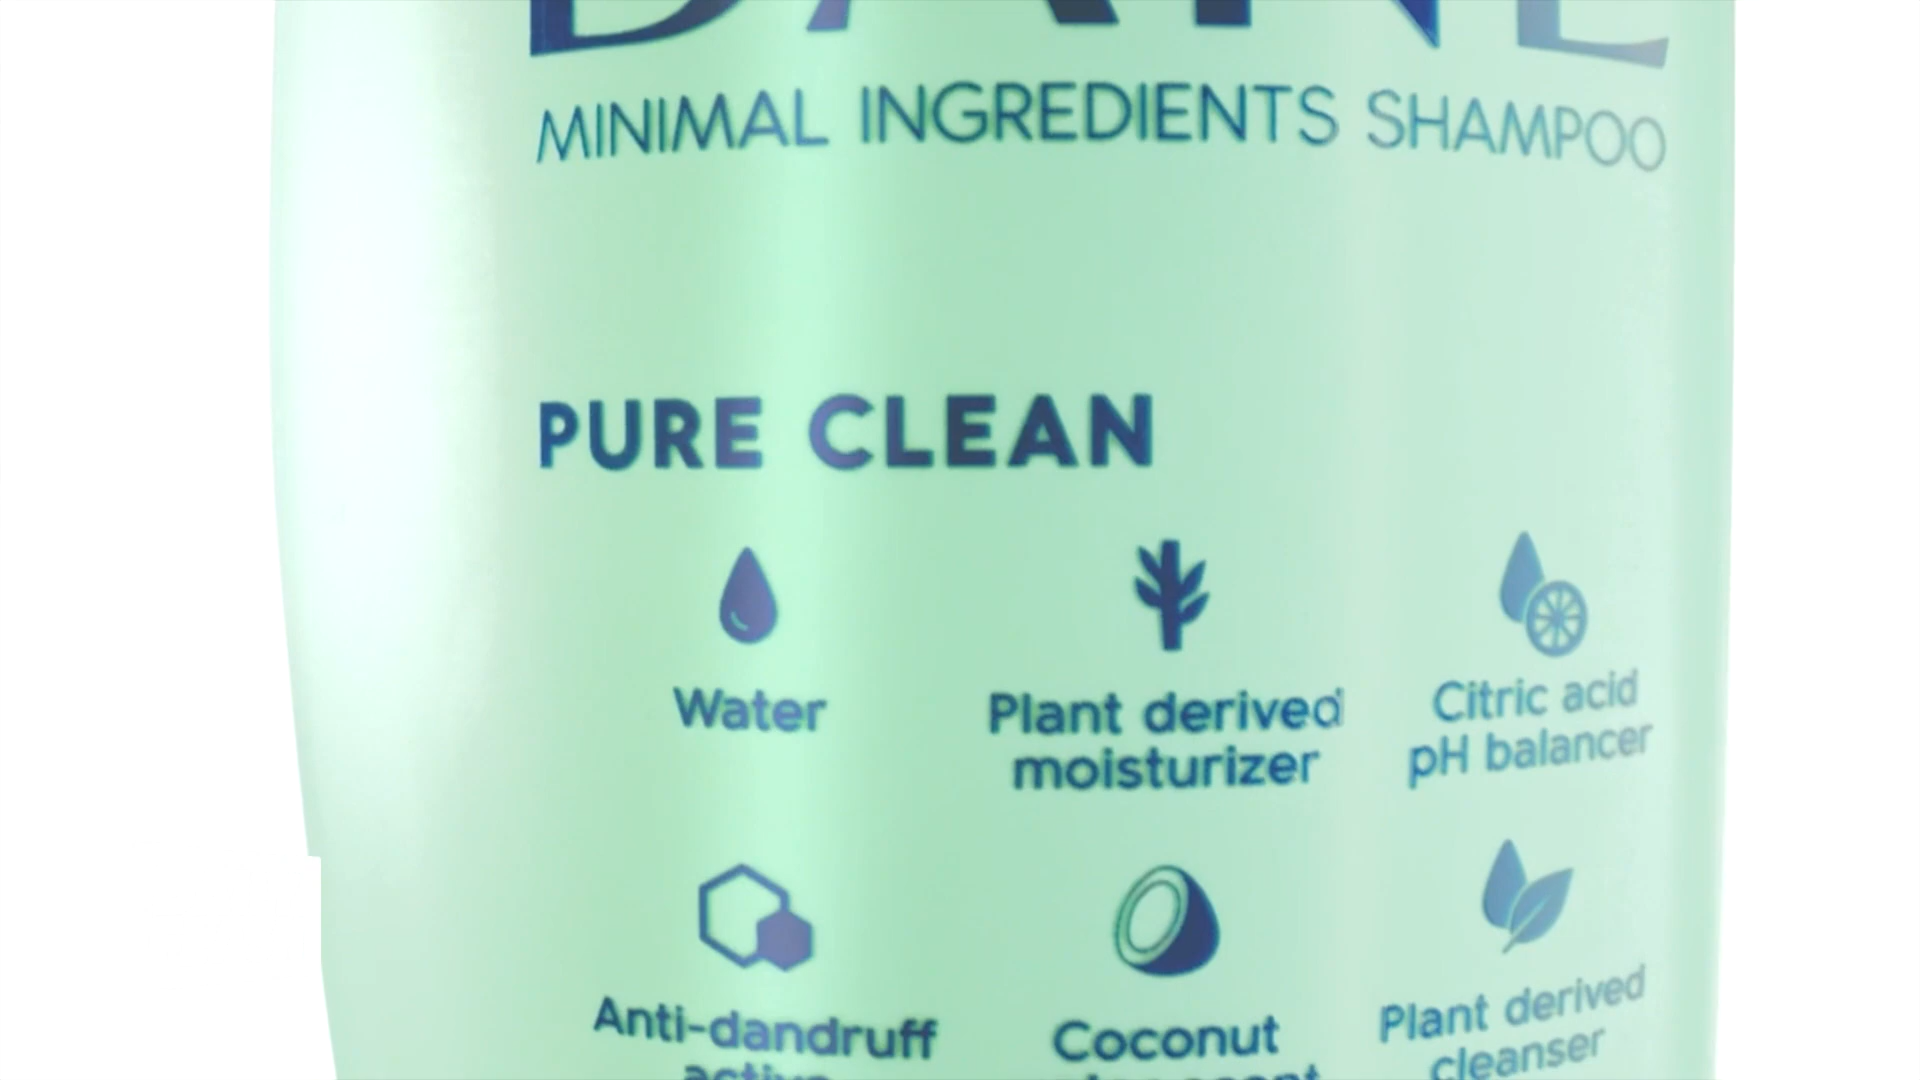 MINIMAL INGREDIENTS SHAMPOO
PURE CLEAN
Water
Plant derived
moisturizer
Citric acid
pH balancer
Anti-dandruff
Coconut
Plant derived
cleanser